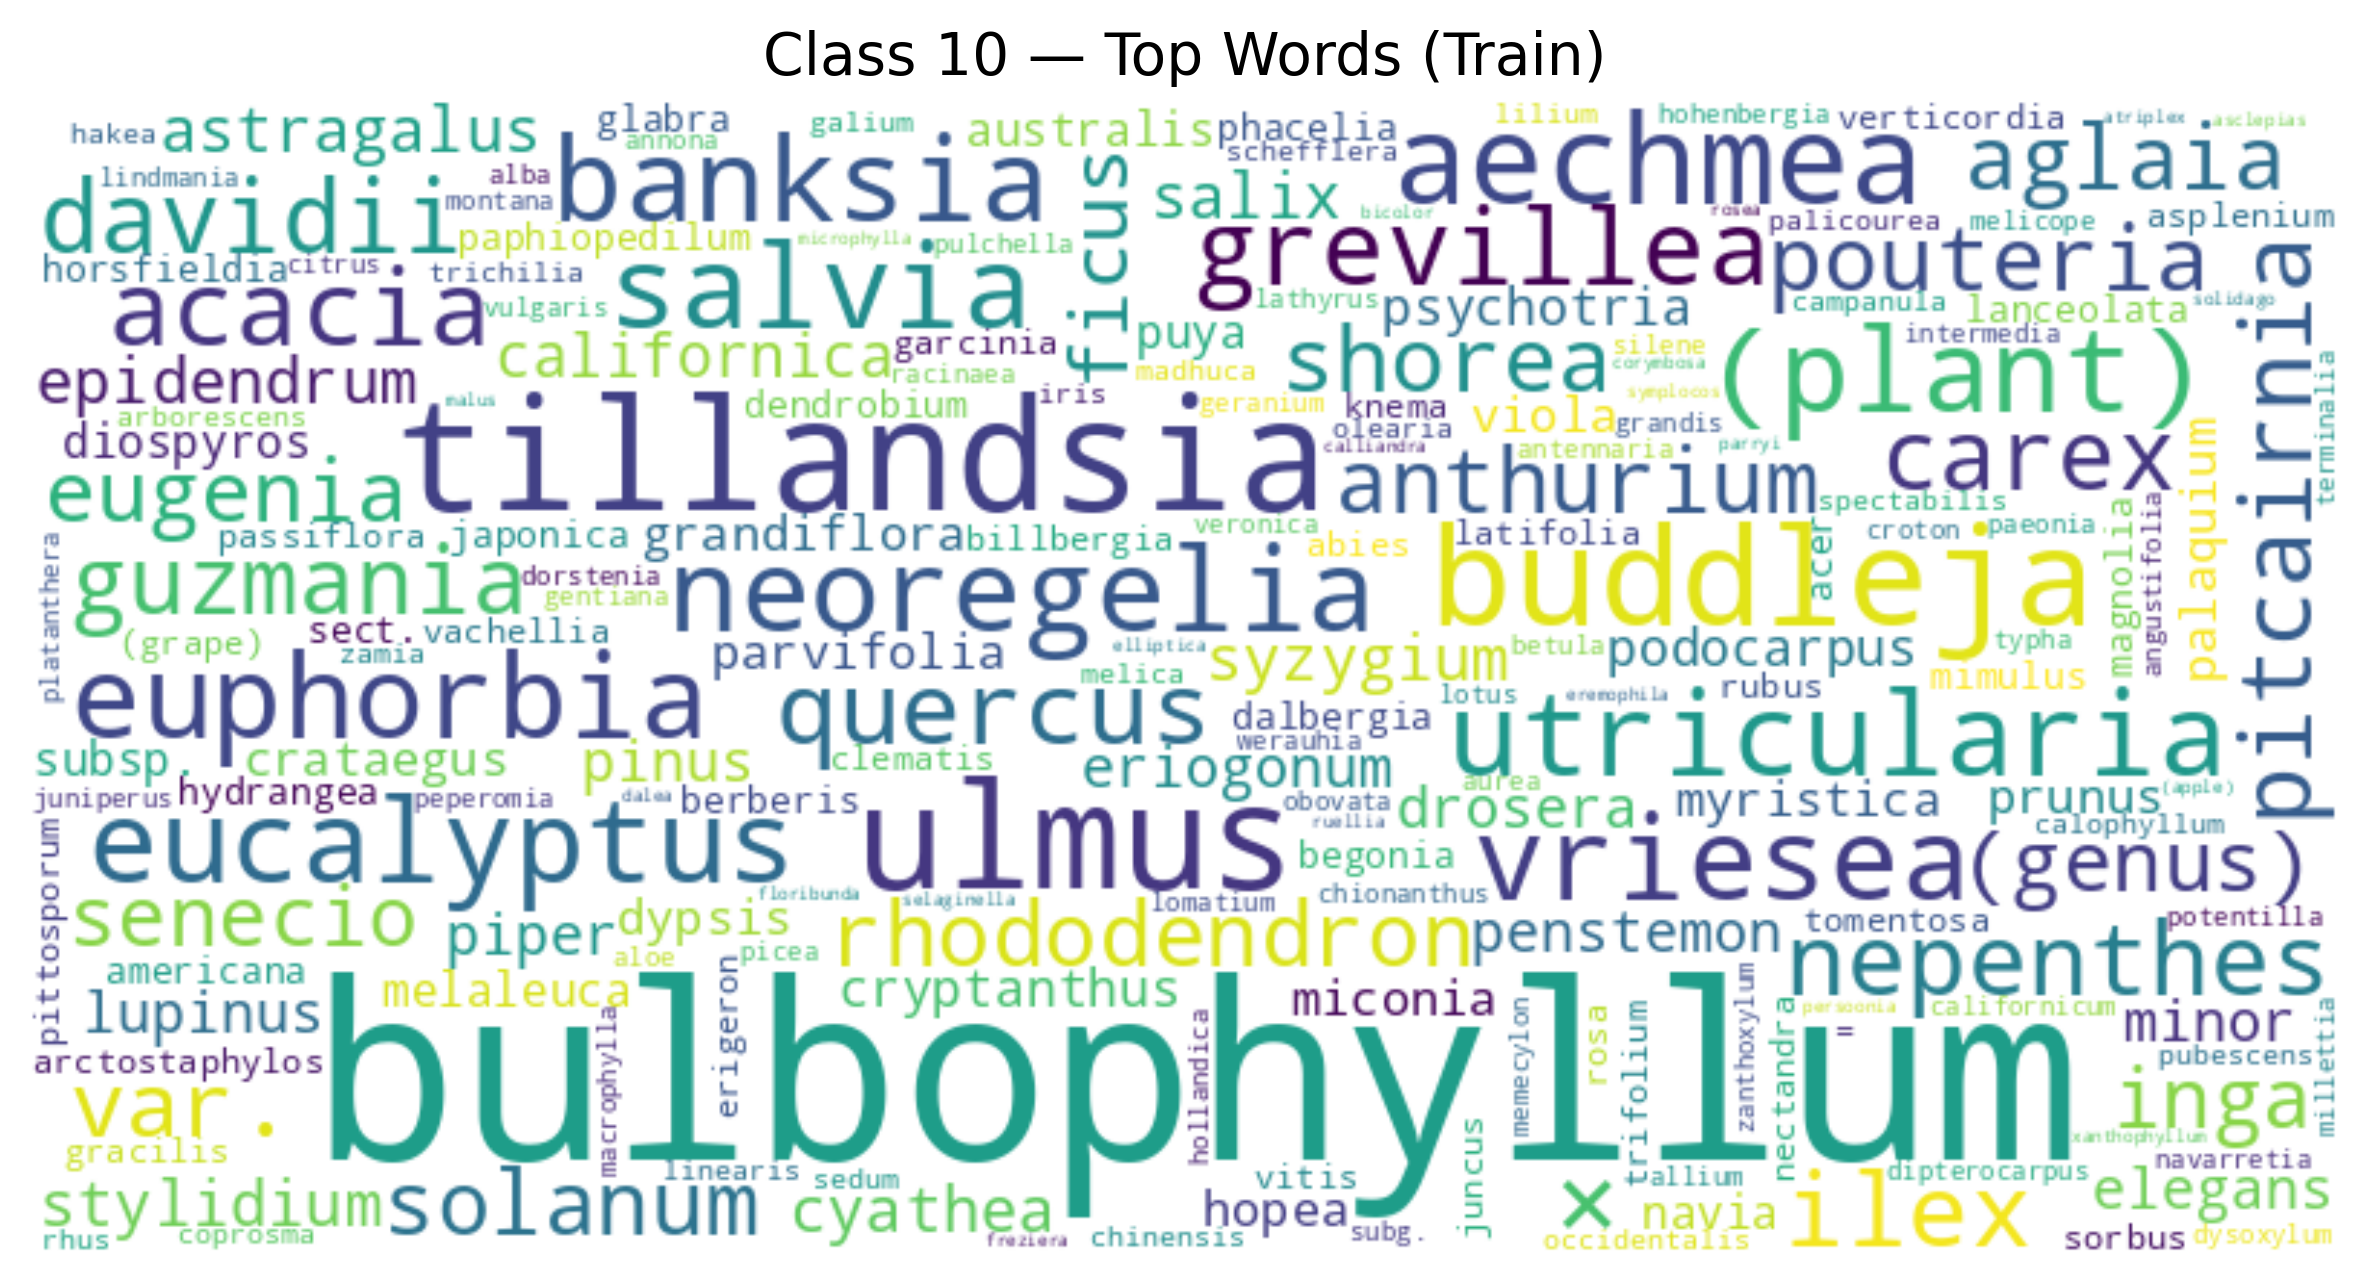 Class 10 — Top Words (Train)
hakea astragalus glabra annona galium australis phacelia schefflera lilium hohenbergia verticordia atriplex asclepias
lindmania alba montana banksia ficus aechmea aglaia
davidii paphiopedilum microphylla pulchella salix bicolor rosea palicourea melicope asplenium
horsfieldia citrus trichilia salvia grevillea pouteria pitcairnia
acacia vulgaris lathyrus psychotria campanula lanceolata solidago
californica garcinia racinaea puya madhuca shorea silene corymbosa symplocos intermedia (plant) terminalia
epidendrum malus arborescens dendrobium iris geranium knema olearia calliandra viola grandis
diospyros tillandsia antennaria parryi carex palaquium
eugenia anthurium spectabilis magnolia angustifolia
passiflora japonica grandiflora billbergia veronica abies latifolia acer croton paeonia
platanthera guzmania dorstenia gentiana neoregelia buddleja
(grape) sect. vachellia zamia parvifolia elliptica melica syzygium betula podocarpus typha mimulus
euphorbia quercus dalbergia werauhia lotus eremophila rubus utricularia
subsp. crataegus pinus clematis eriogonum aurea
juniperus hydrangea peperomia dalea berberis obovata ruellia drosera myristica prunus (apple) calophyllum
pittosporum eucalyptus ulmus begonia vriesea (genus)
senecio floribunda selaginella lomatium chionanthus
piper dypsis aloe picea rhododendron penstemon tomentosa potentilla nepenthes
americana melaleuca erigeron cryptanthus miconia memecylon rosa trifolium zanthoxylum nectandra persoonia californicum
lupinus macrophylla hollandica = minor pubescens millettia
arctostaphylos bulbophyllum
var. inga xanthophyllum
gracilis linearis sedum vitis juncus tallium dipterocarpus navarretia
stylidium solanum cyathea hopea × navia ilex elegans
rhus coprosma freziera chinensis subg. occidentalis sorbus dysoxylum